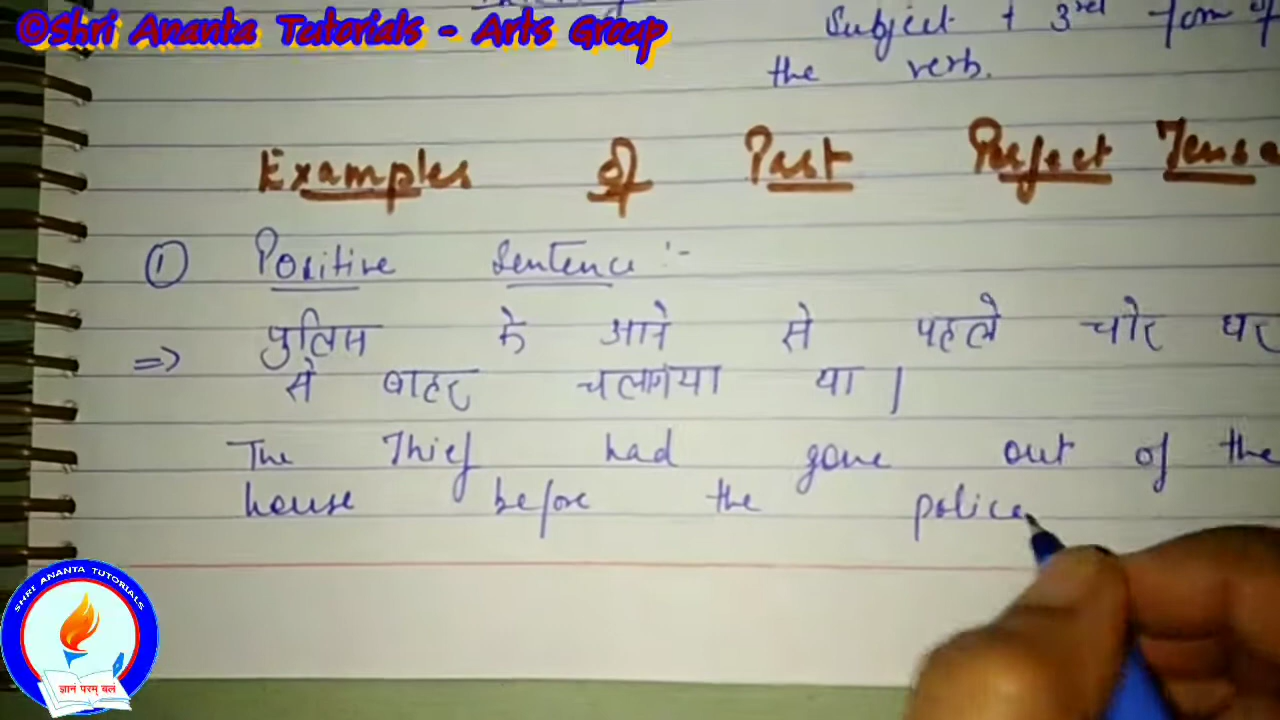 ©Shri Ananta Tutorials - Arts Group
Subject + 3rd form of
the verb.
Examples of Past Perfect Tense
① Positive Sentence :-
=> पुलिस के आने से पहले चोर घर
से बाहर चलागया था |
The Thief had gone out of the
house before the police
SHRI ANANTA TUTORIALS
ज्ञानं परमं बलं